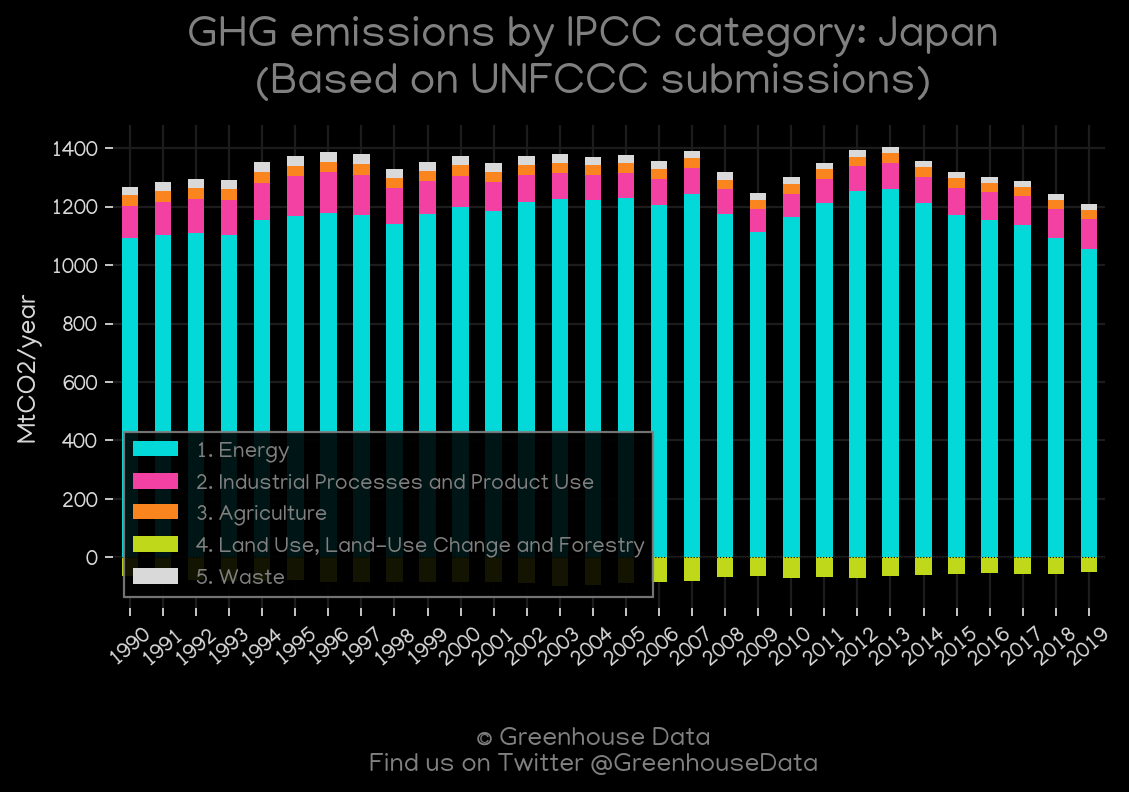 GHG emissions by IPCC category: Japan
(Based on UNFCCC submissions)
MtCO2/year
1400
1200
1000
800
600
400
200
0
1. Energy
2. Industrial Processes and Product Use
3. Agriculture
4. Land Use, Land-Use Change and Forestry
5. Waste
1990 1991 1992 1993 1994 1995 1996 1997 1998 1999 2000 2001 2002 2003 2004 2005 2006 2007 2008 2009 2010 2011 2012 2013 2014 2015 2016 2017 2018 2019
© Greenhouse Data
Find us on Twitter @GreenhouseData